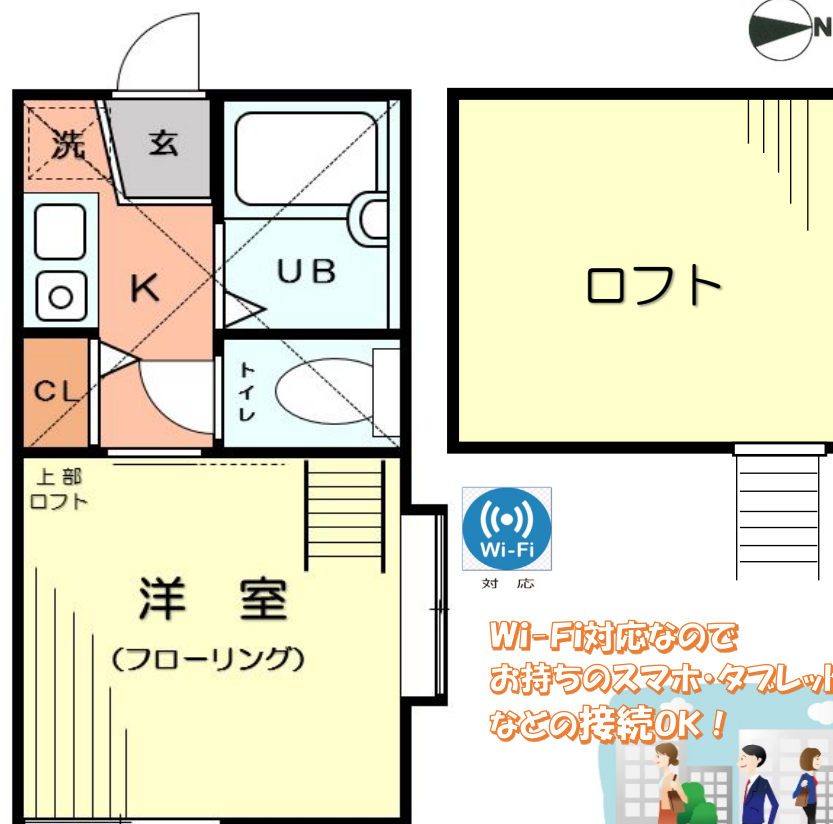 N
洗
玄
K
UB
CL
トイレ
ロフト
上部
ロフト
洋室
(フローリング)
Wi-Fi
対応
Wi-Fi対応なので
お持ちのスマホ・タブレット
などの接続OK!